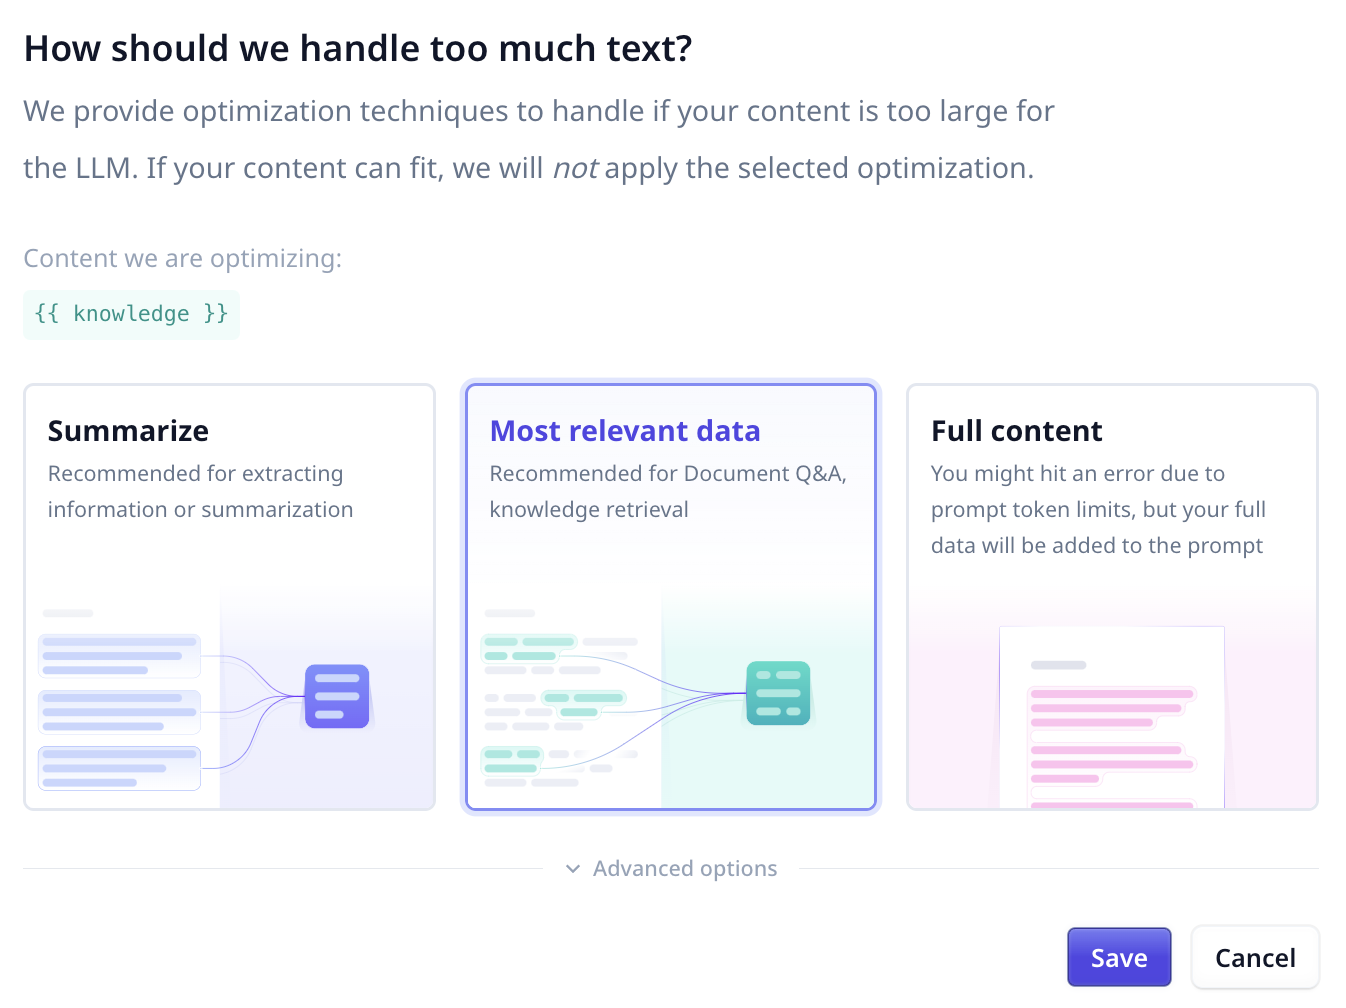 How should we handle too much text?
We provide optimization techniques to handle if your content is too large for
the LLM. If your content can fit, we will not apply the selected optimization.
Content we are optimizing:
{{ knowledge }}
Summarize
Recommended for extracting
information or summarization
Most relevant data
Recommended for Document Q&A,
knowledge retrieval
Full content
You might hit an error due to
prompt token limits, but your full
data will be added to the prompt
Advanced options
Save
Cancel